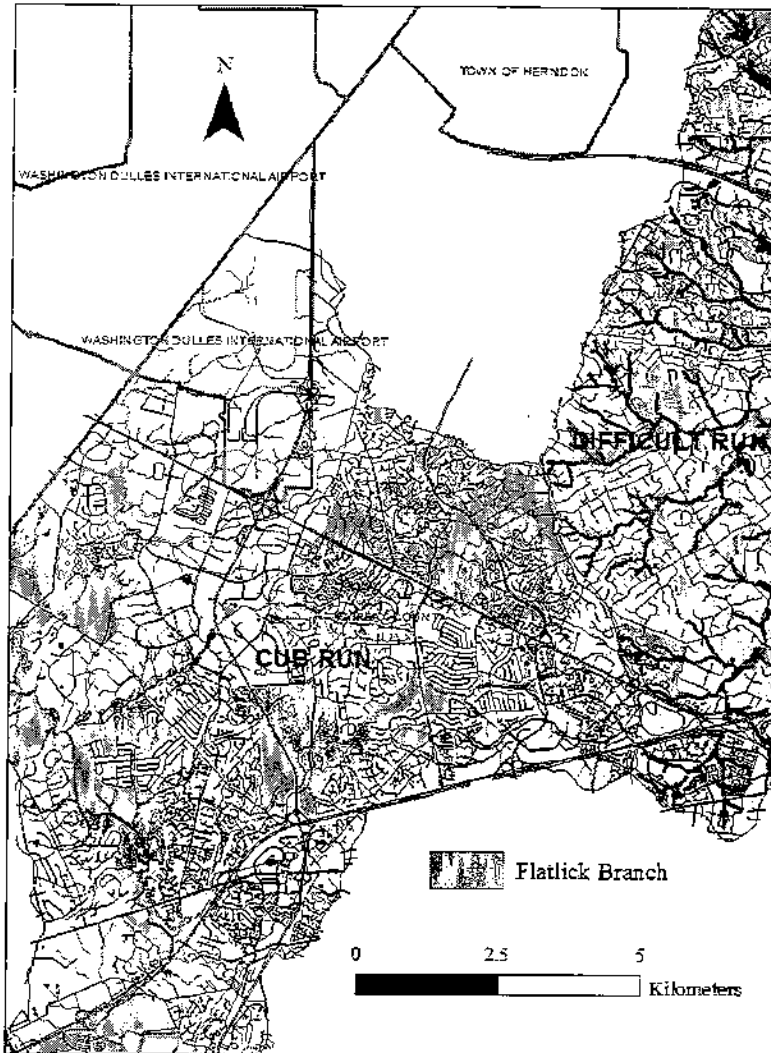 N
TOWN OF HERNDON
WASHINGTON DULLES INTERNATIONAL AIRPORT
WASHINGTON DULLES INTERNATIONAL AIRPORT
DIFFICULT RUN
CUB RUN
Flatlick Branch
0 2.5 5
Kilometers